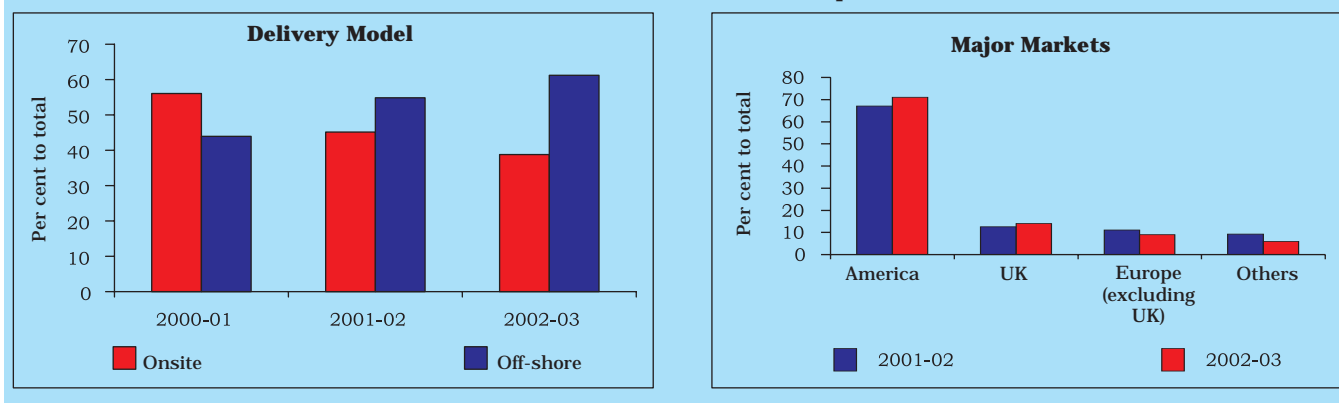 Delivery Model
Per cent to total
70
60
50
40
30
20
10
0
2000-01 2001-02 2002-03
Onsite Off-shore
Major Markets
Per cent to total
80
70
60
50
40
30
20
10
0
America UK Europe Others
(excluding
UK)
2001-02 2002-03